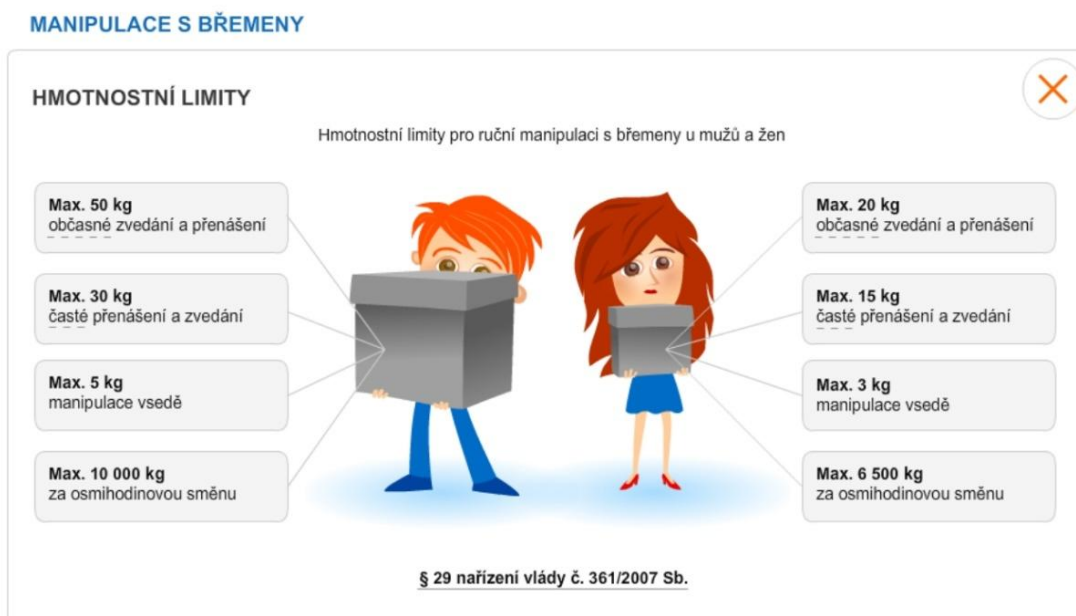 MANIPULACE S BŘEMENY
HMOTNOSTNÍ LIMITY
Hmotnostní limity pro ruční manipulaci s břemeny u mužů a žen
Max. 50 kg
občasné zvedání a přenášení
Max. 30 kg
časté přenášení a zvedání
Max. 5 kg
manipulace vsedě
Max. 10 000 kg
za osmihodinovou směnu
Max. 20 kg
občasné zvedání a přenášení
Max. 15 kg
časté přenášení a zvedání
Max. 3 kg
manipulace vsedě
Max. 6 500 kg
za osmihodinovou směnu
§ 29 nařízení vlády č. 361/2007 Sb.